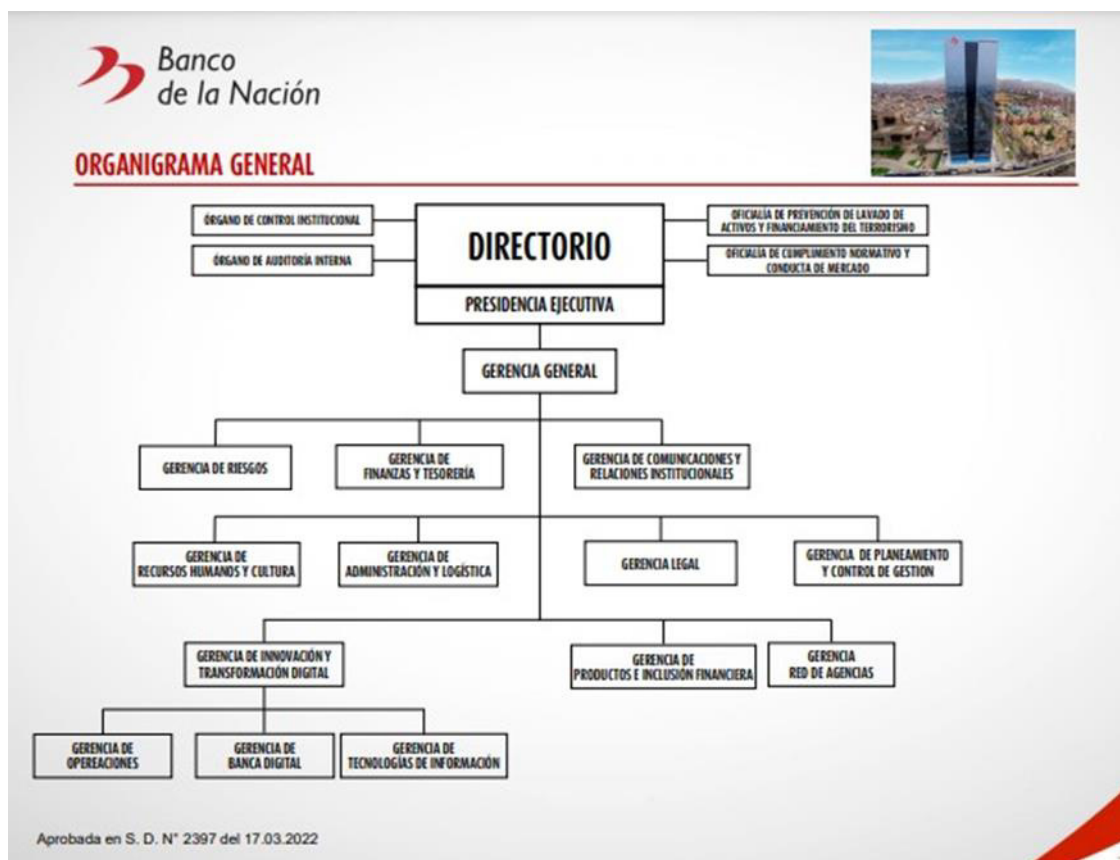 Banco
de la Nación
ORGANIGRAMA GENERAL
ÓRGANO DE CONTROL INSTITUCIONAL
ÓRGANO DE AUDITORÍA INTERNA
DIRECTORIO
PRESIDENCIA EJECUTIVA
OFICIALÍA DE PREVENCIÓN DE LAVADO DE
ACTIVOS Y FINANCIAMIENTO DEL TERRORISMO
OFICIALÍA DE CUMPLIMIENTO NORMATIVO Y
CONDUCTA DE MERCADO
GERENCIA GENERAL
GERENCIA DE RIESGOS
GERENCIA DE
FINANZAS Y TESORERÍA
GERENCIA DE COMUNICACIONES Y
RELACIONES INSTITUCIONALES
GERENCIA DE
RECURSOS HUMANOS Y CULTURA
GERENCIA DE
ADMINISTRACIÓN Y LOGÍSTICA
GERENCIA LEGAL
GERENCIA DE PLANEAMIENTO
Y CONTROL DE GESTION
GERENCIA DE INNOVACIÓN Y
TRANSFORMACIÓN DIGITAL
GERENCIA DE
PRODUCTOS E INCLUSIÓN FINANCIERA
GERENCIA
RED DE AGENCIAS
GERENCIA DE
OPEREACIONES
GERENCIA DE
BANCA DIGITAL
GERENCIA DE
TECNOLOGÍAS DE INFORMACIÓN
Aprobada en S. D. N° 2397 del 17.03.2022